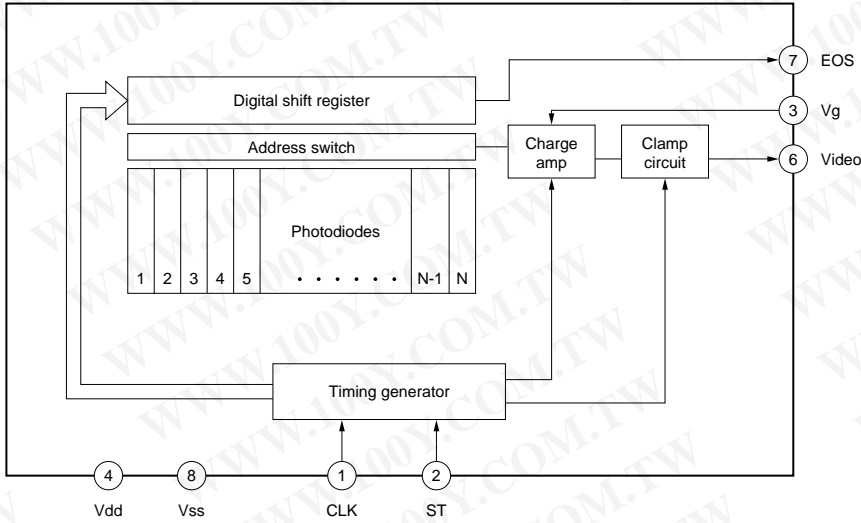 Digital shift register
7 EOS
3 Vg
Address switch
Charge
amp
Clamp
circuit
6 Video
Photodiodes
1 2 3 4 5 · · · · · · N-1 N
Timing generator
4 8 1 2
Vdd Vss CLK ST
WWW.100Y.COM.TW